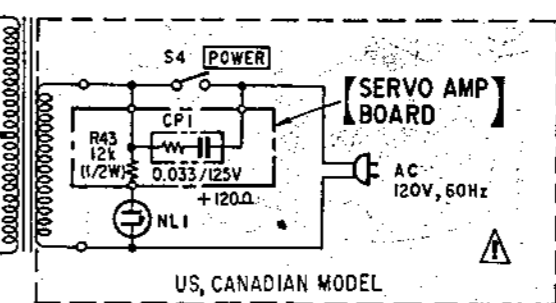 S4 POWER
[SERVO AMP BOARD]
CP1
R43
12k
(1/2W)
0.033/125V
+120Ω
AC
120V, 60Hz
NL1
US, CANADIAN MODEL